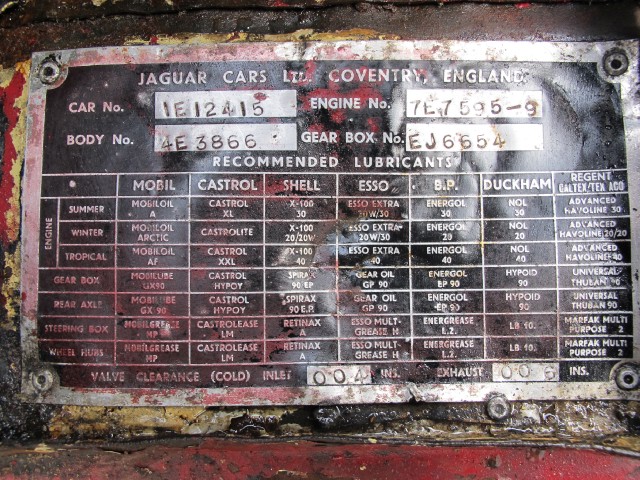 JAGUAR CARS LTD. COVENTRY, ENGLAND
CAR No. 1E12415 ENGINE No. 7E7595-9
BODY No. 4E3866 GEAR BOX No. EJ6654
RECOMMENDED LUBRICANTS
MOBIL CASTROL SHELL ESSO B.P. DUCKHAM REGENT CALTEX/TEXACO
ENGINE
SUMMER MOBILOIL A CASTROL XL X-100 30 ESSO EXTRA 20W/30 ENERGOL 30 NOL 30 ADVANCED HAVOLINE 30
WINTER MOBILOIL ARCTIC CASTROLITE X-100 20/20W ESSO EXTRA 20W/30 ENERGOL 20 NOL 20 ADVANCED HAVOLINE 20/20
TROPICAL MOBILOIL AF CASTROL XXL X-100 40 ESSO EXTRA 40 ENERGOL 40 NOL 40 ADVANCED HAVOLINE 40
GEAR BOX MOBILUBE GX90 CASTROL HYPOY SPIRAX 90 EP GEAR OIL GP 90 ENERGOL EP 90 HYPOID 90 UNIVERSAL THUBAN 90
REAR AXLE MOBILUBE GX 90 CASTROL HYPOY SPIRAX 90 E.P. GEAR OIL GP 90 ENERGOL EP 90 HYPOID 90 UNIVERSAL THUBAN 90
STEERING BOX MOBILGREASE MP CASTROLEASE LM RETINAX A ESSO MULT-GREASE H ENERGREASE L.2. LB 10. MARFAK MULTI PURPOSE 2
WHEEL HUBS MOBILGREASE MP CASTROLEASE LM RETINAX A ESSO MULT-GREASE H ENERGREASE L.2. LB 10. MARFAK MULTI PURPOSE 2
VALVE CLEARANCE (COLD) INLET 004 INS. EXHAUST 006 INS.